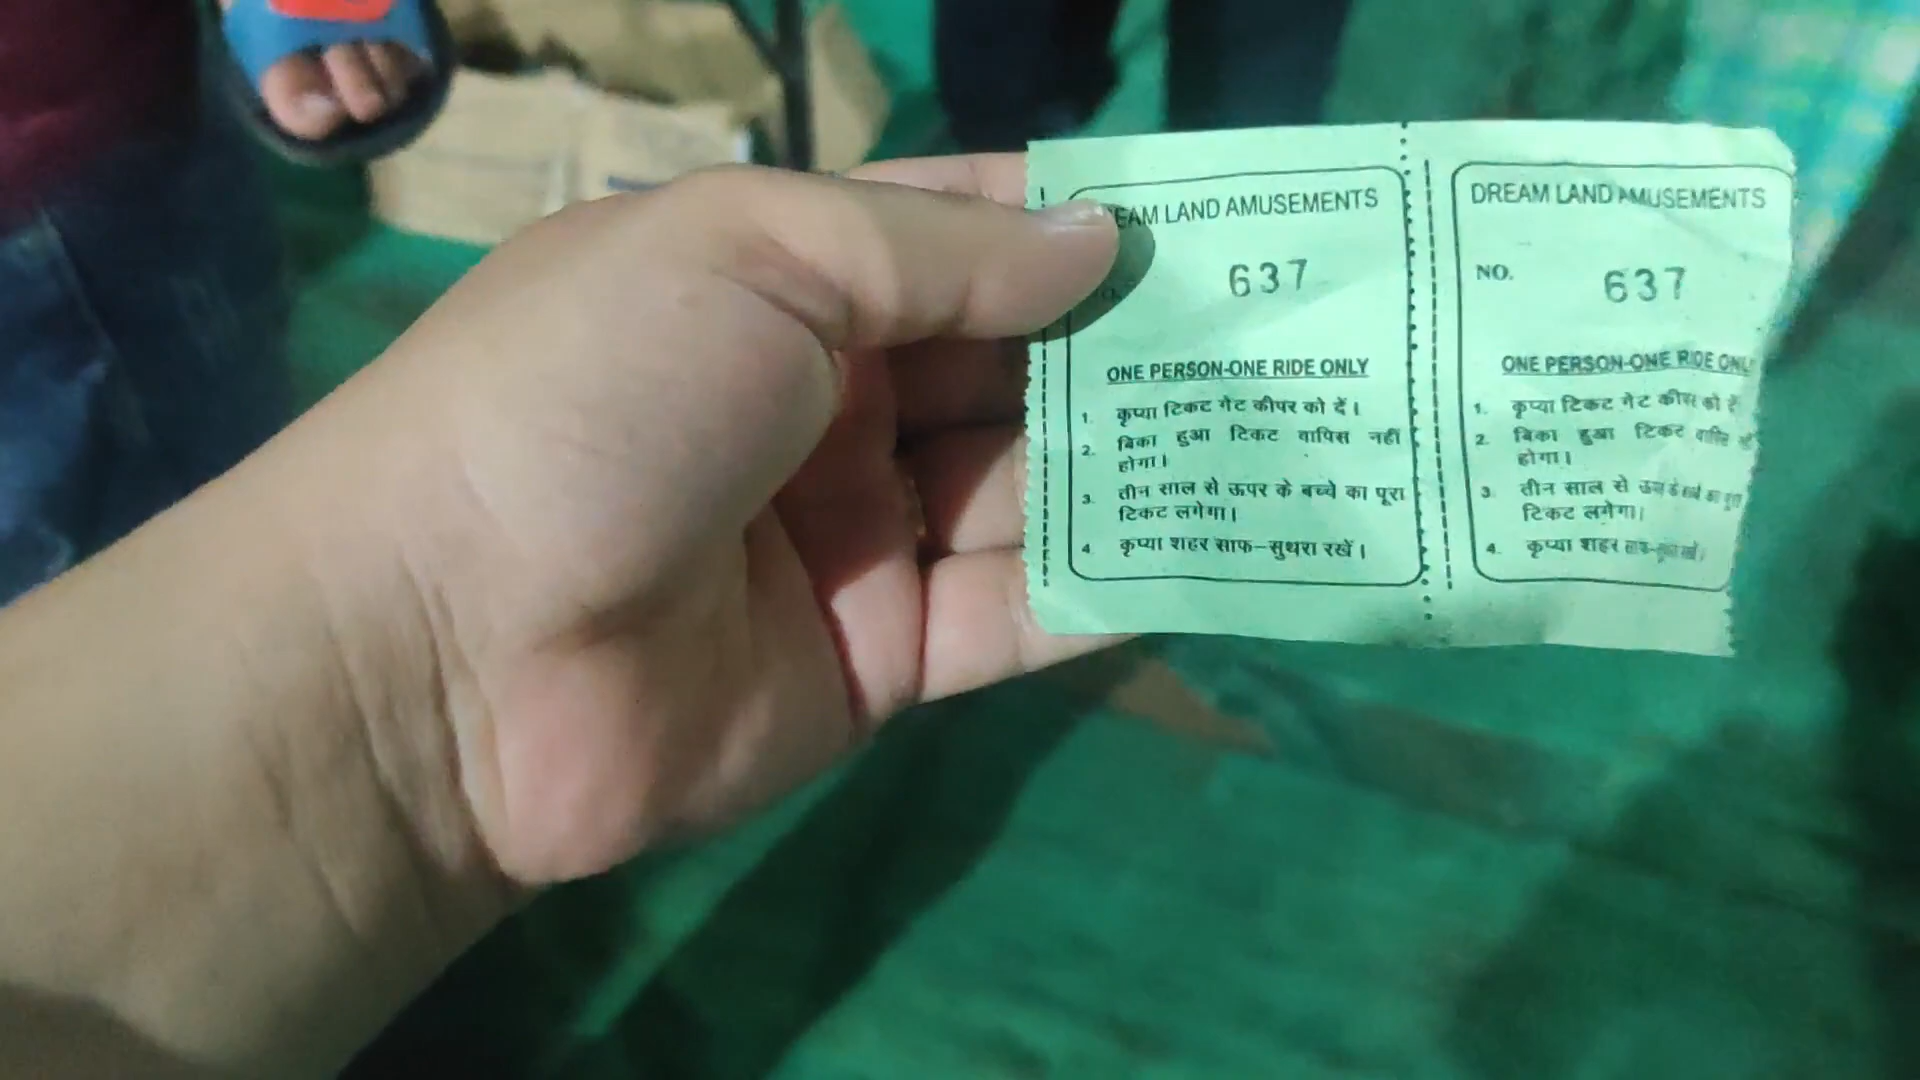 EAM LAND AMUSEMENTS
637
ONE PERSON-ONE RIDE ONLY
1. कृप्या टिकट गेट कीपर को दें।
2. बिका हुआ टिकट वापिस नहीं
होगा।
3. तीन साल से ऊपर के बच्चे का पूरा
टिकट लगेगा।
4. कृप्या शहर साफ-सुथरा रखें।
DREAM LAND AMUSEMENTS
NO. 637
ONE PERSON-ONE RIDE ONLY
1. कृप्या टिकट गेट कीपर को
2. बिका हुआ टिकट
होगा।
3. तीन साल से
टिकट लगेगा।
4. कृप्या शहर